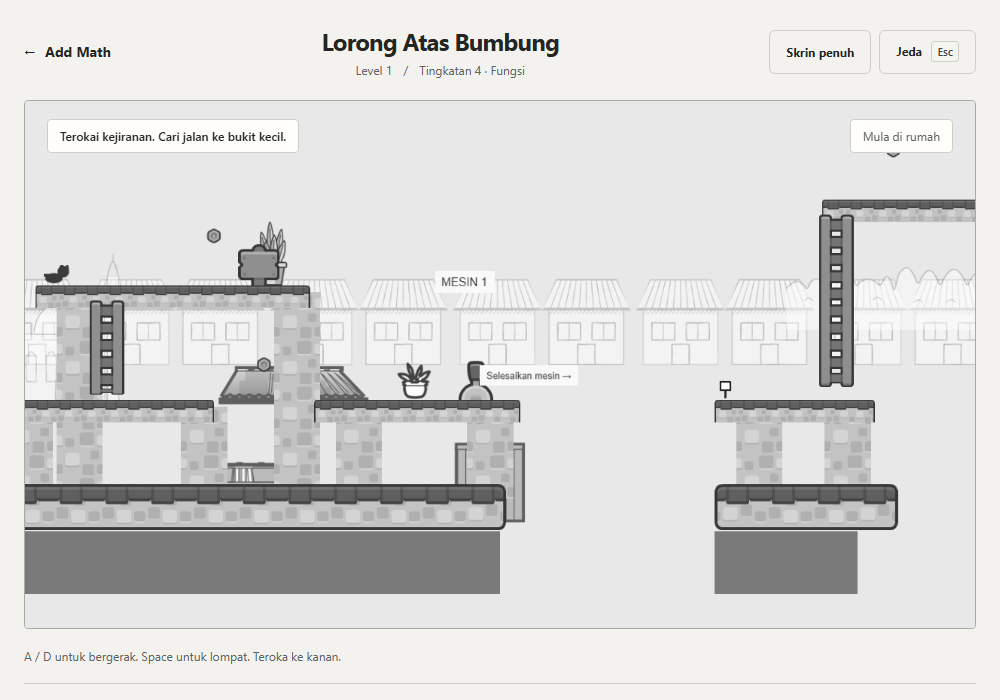 ← Add Math
Lorong Atas Bumbung
Level 1 / Tingkatan 4 · Fungsi
Skrin penuh
Jeda Esc
Terokai kejiranan. Cari jalan ke bukit kecil.
Mula di rumah
MESIN 1
Selesaikan mesin →
A / D untuk bergerak. Space untuk lompat. Teroka ke kanan.